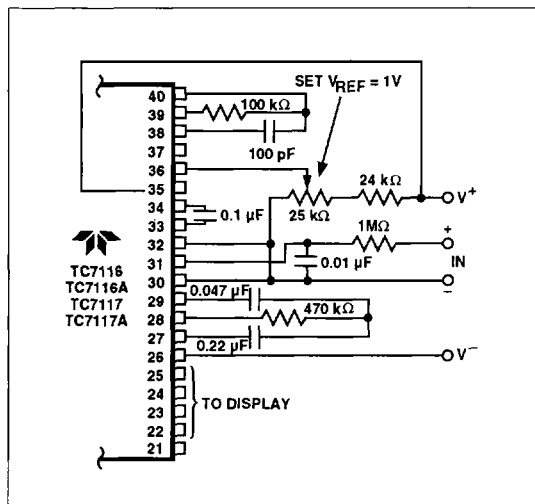 SET VREF = 1V
40
39
100 kΩ
38
100 pF
37
36
35
24 kΩ
V+
34
0.1 µF
25 kΩ
33
32
1MΩ
+
31
0.01 µF
IN
30
–
TC7116
TC7116A
TC7117
TC7117A
29
0.047 µF
28
470 kΩ
27
0.22 µF
26
V–
25
24
TO DISPLAY
23
22
21